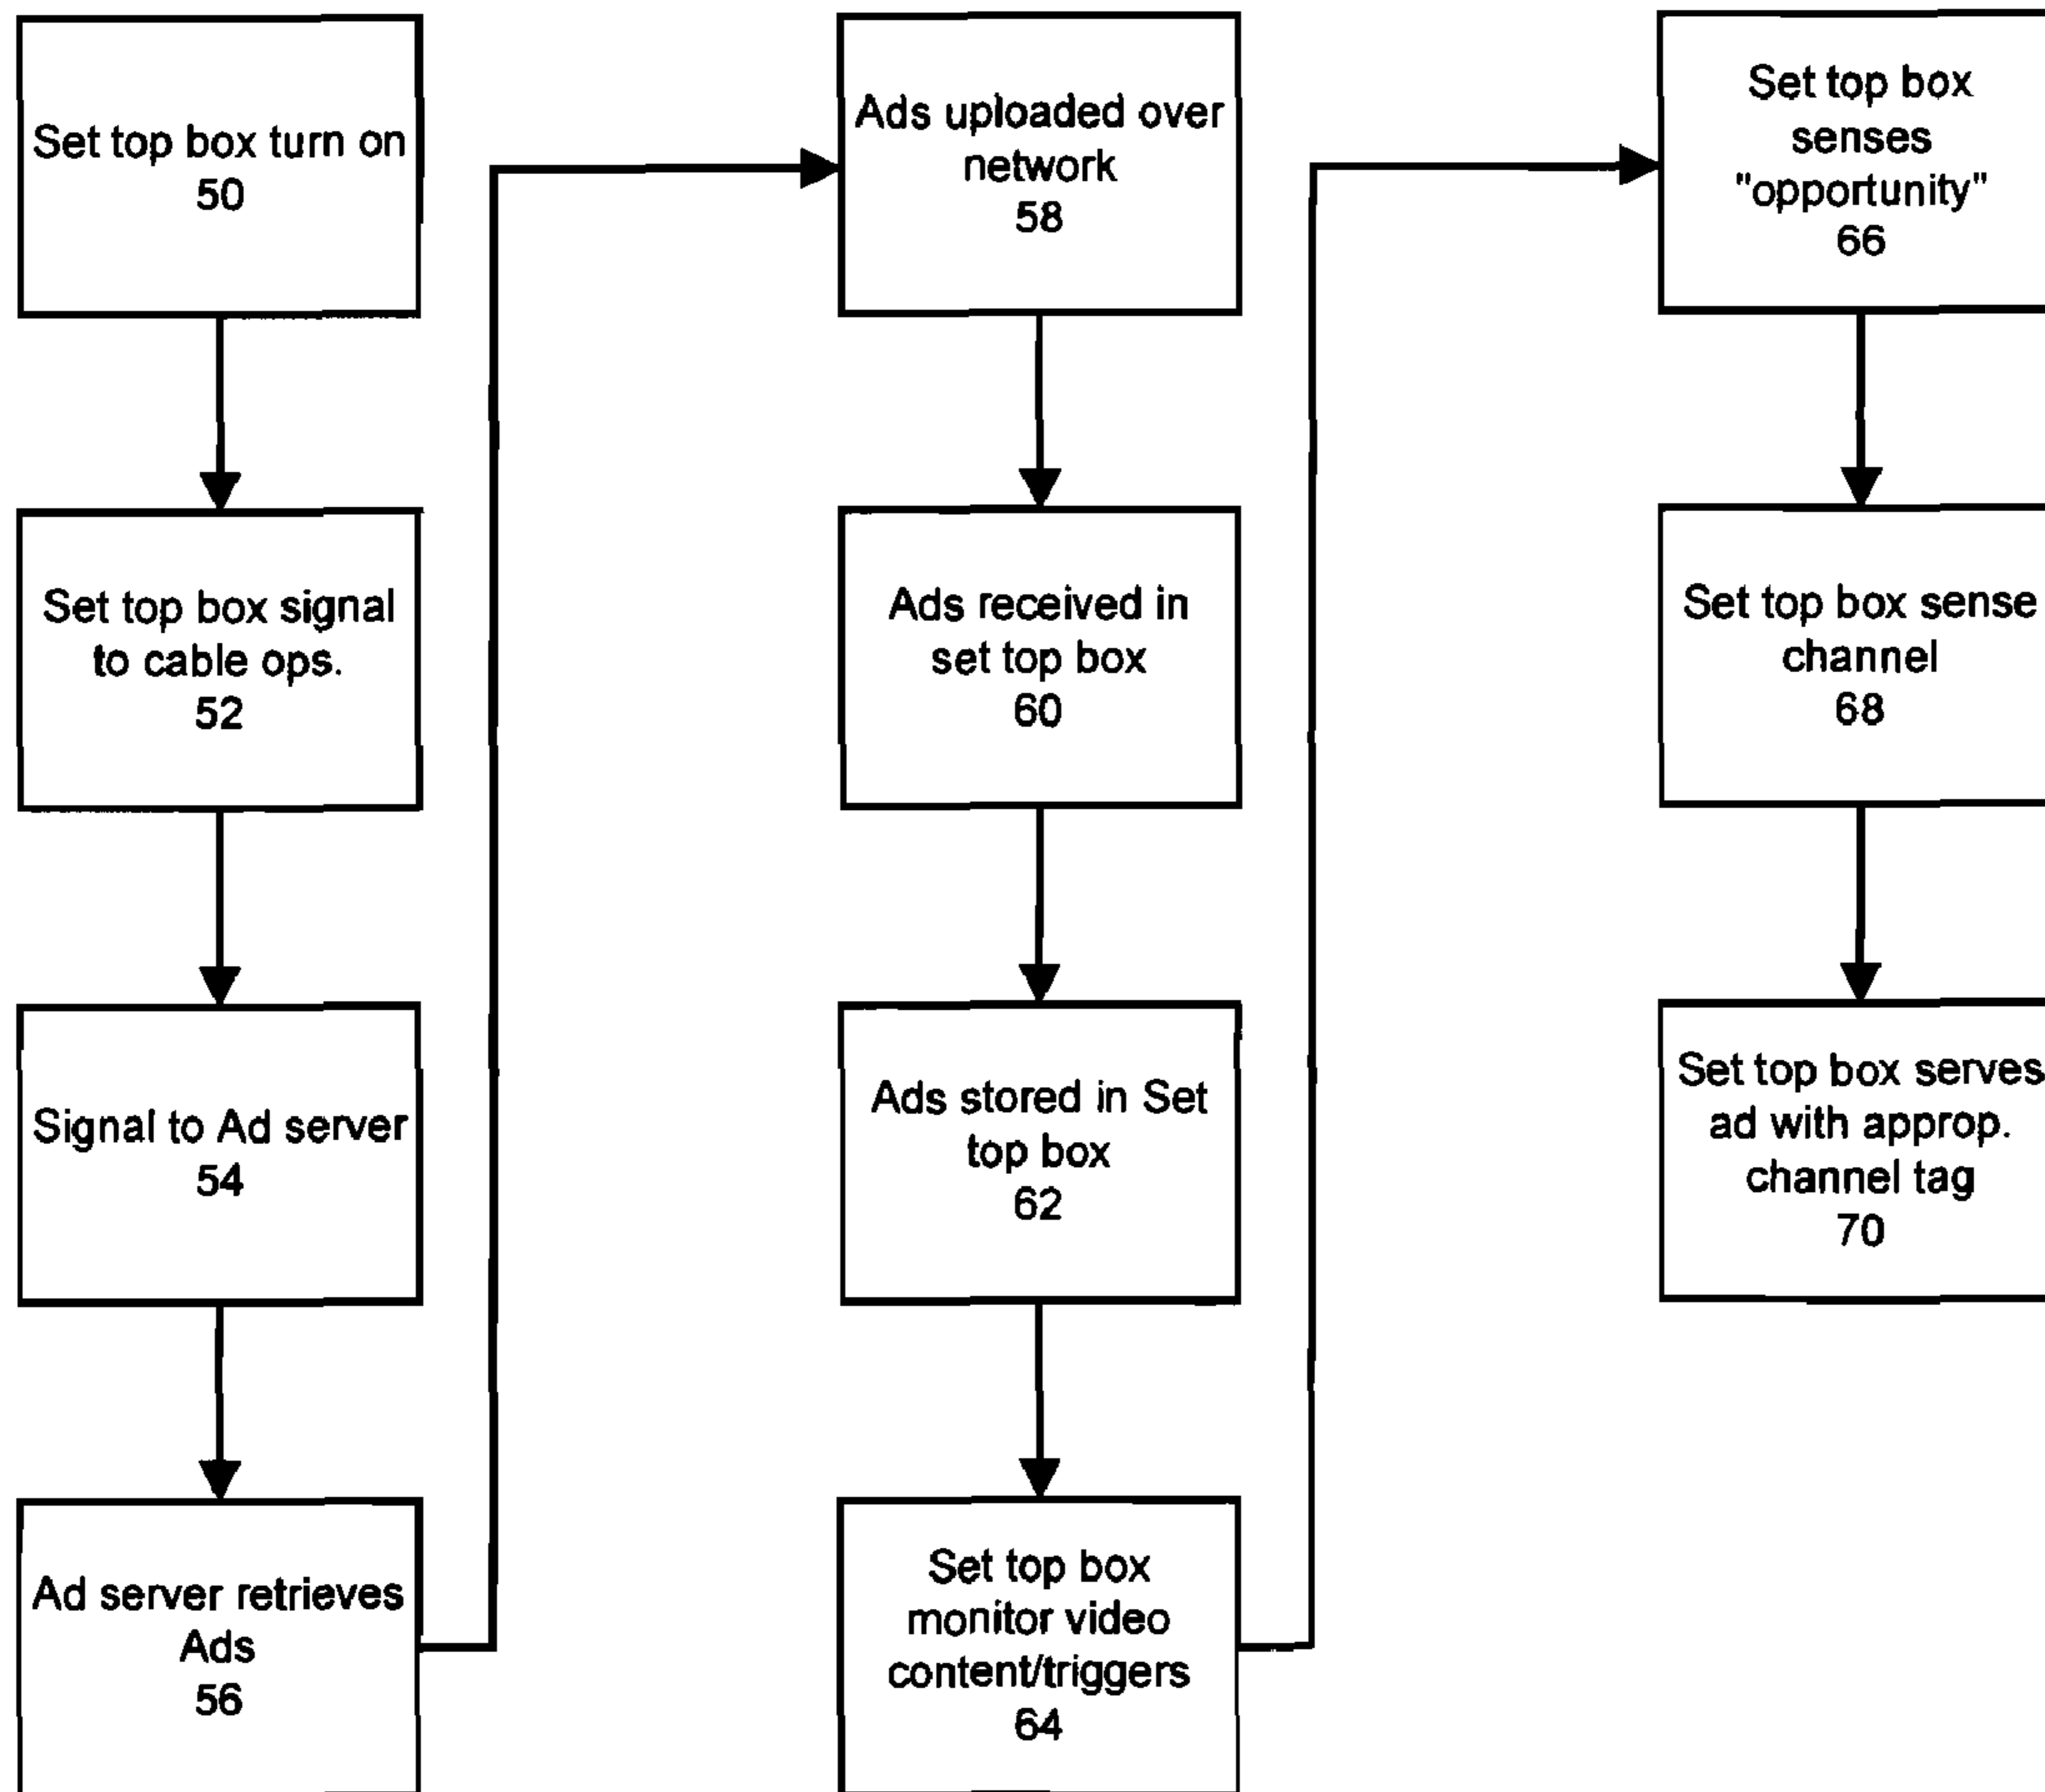 Set top box turn on
50
Set top box signal
to cable ops.
52
Signal to Ad server
54
Ad server retrieves
Ads
56
Ads uploaded over
network
58
Ads received in
set top box
60
Ads stored in Set
top box
62
Set top box
monitor video
content/triggers
64
Set top box
senses
"opportunity"
66
Set top box sense
channel
68
Set top box serves
ad with approp.
channel tag
70